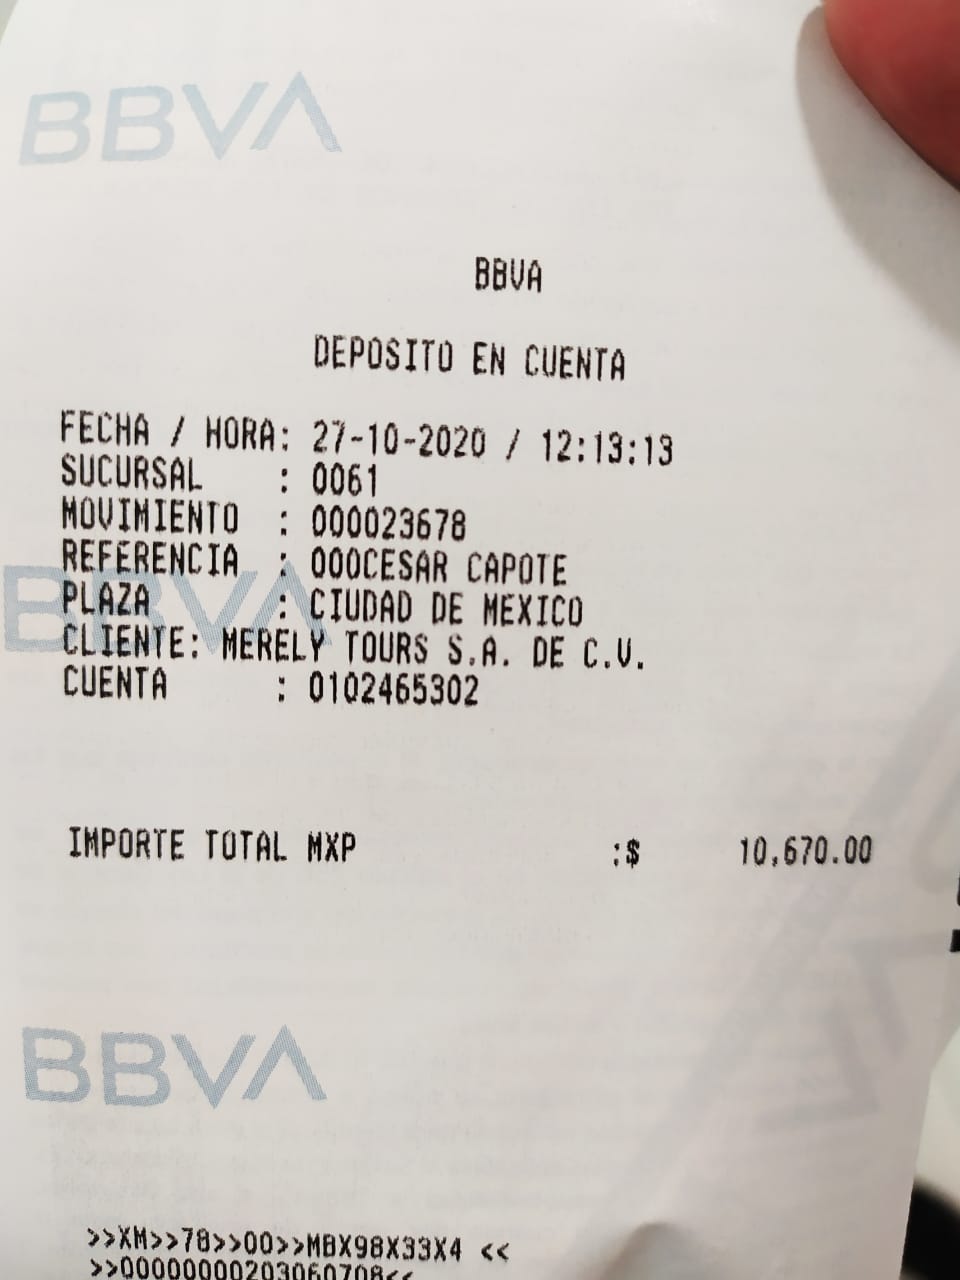 BBVA
BBVA
DEPOSITO EN CUENTA
FECHA / HORA: 27-10-2020 / 12:13:13
SUCURSAL : 0061
MOVIMIENTO : 000023678
REFERENCIA : 000CESAR CAPOTE
BBVA
PLAZA : CIUDAD DE MEXICO
CLIENTE: MERELY TOURS S.A. DE C.V.
CUENTA : 0102465302
IMPORTE TOTAL MXP :$ 10,670.00
BBVA
>>XM>>78>>00>>MBX98X33X4 <<
>>00000000203060708<<